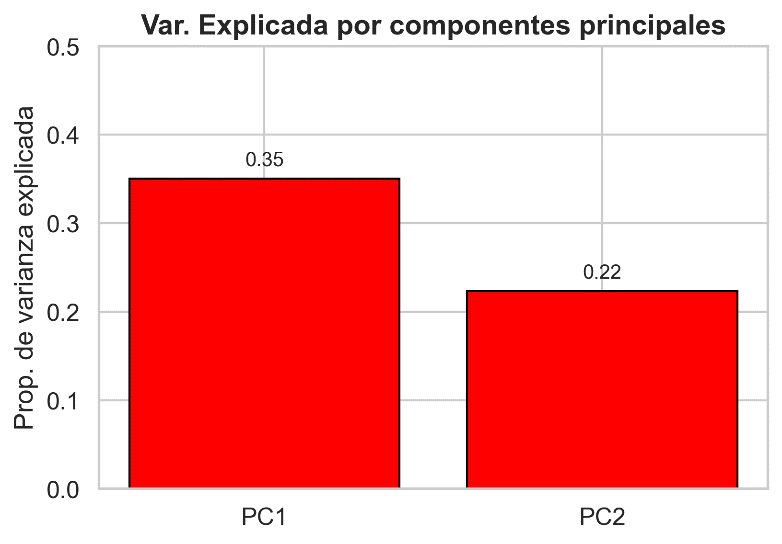 Var. Explicada por componentes principales
Prop. de varianza explicada
0.5
0.4
0.3
0.2
0.1
0.0
0.35
0.22
PC1
PC2